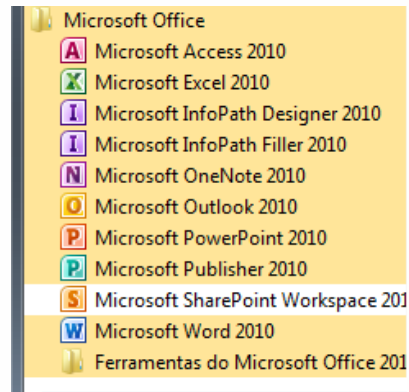 Microsoft Office
Microsoft Access 2010
Microsoft Excel 2010
Microsoft InfoPath Designer 2010
Microsoft InfoPath Filler 2010
Microsoft OneNote 2010
Microsoft Outlook 2010
Microsoft PowerPoint 2010
Microsoft Publisher 2010
Microsoft SharePoint Workspace 201
Microsoft Word 2010
Ferramentas do Microsoft Office 201